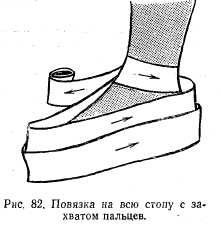 Рис. 82. Повязка на всю стопу с за-
хватом пальцев.